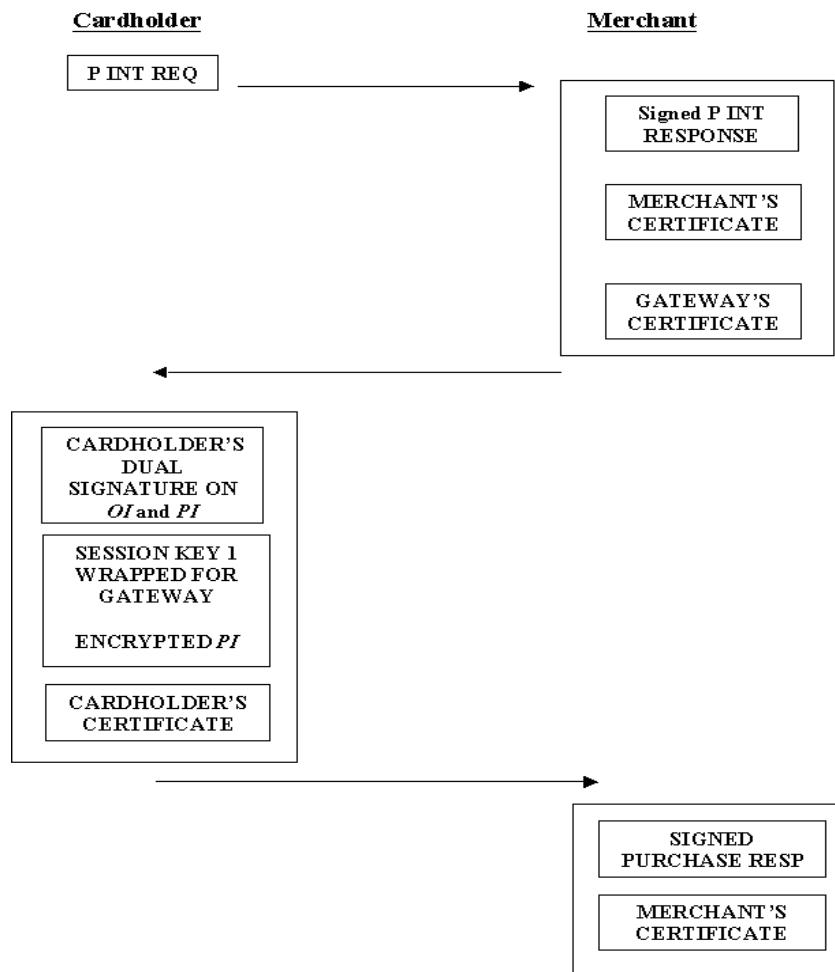 Cardholder
Merchant
P INT REQ
Signed P INT
RESPONSE
MERCHANT'S
CERTIFICATE
GATEWAY'S
CERTIFICATE
CARDHOLDER'S
DUAL
SIGNATURE ON
OI and PI
SESSION KEY 1
WRAPPED FOR
GATEWAY
ENCRYPTED PI
CARDHOLDER'S
CERTIFICATE
SIGNED
PURCHASE RESP
MERCHANT'S
CERTIFICATE